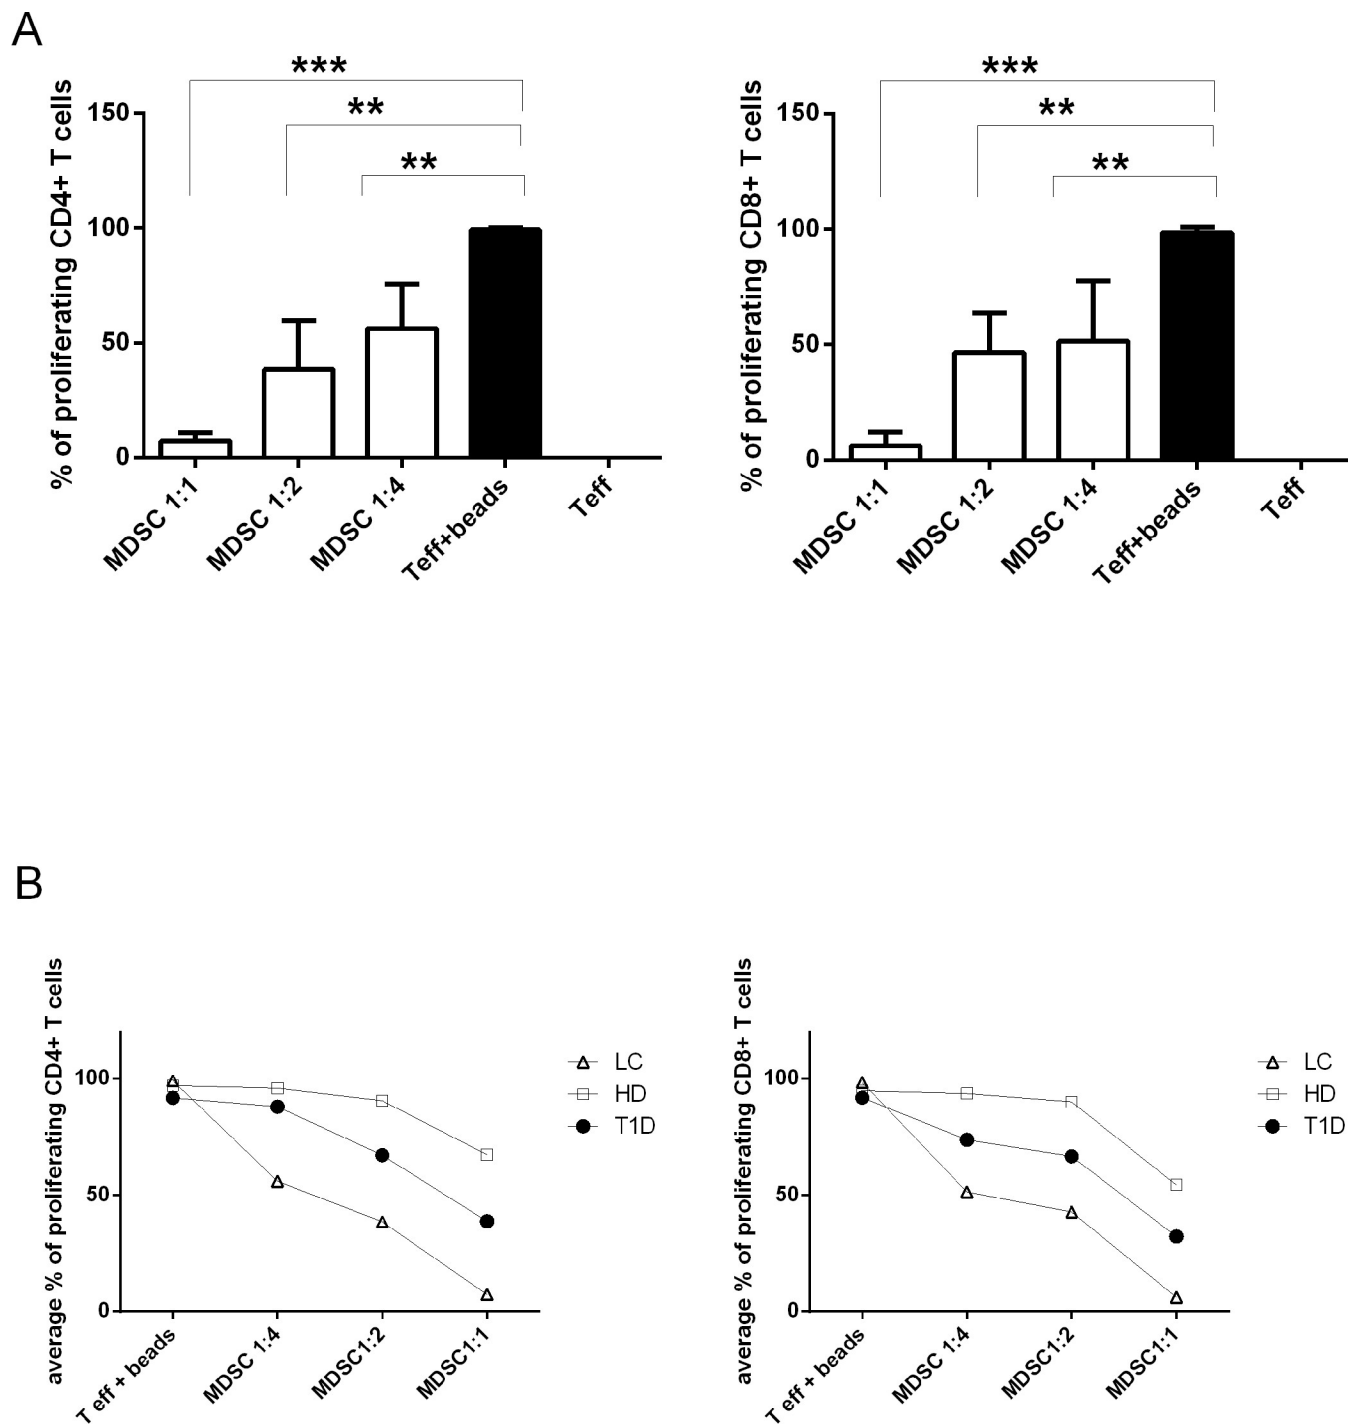 A
% of proliferating CD4+ T cells
150
100
50
0
***
**
**
MDSC 1:1
MDSC 1:2
MDSC 1:4
Teff+beads
Teff
% of proliferating CD8+ T cells
150
100
50
0
***
**
**
MDSC 1:1
MDSC 1:2
MDSC 1:4
Teff+beads
Teff
B
average % of proliferating CD4+ T cells
100
50
0
T eff + beads
MDSC 1:4
MDSC1:2
MDSC1:1
LC
HD
T1D
average % of proliferating CD8+ T cells
100
50
0
T eff + beads
MDSC 1:4
MDSC1:2
MDSC1:1
LC
HD
T1D